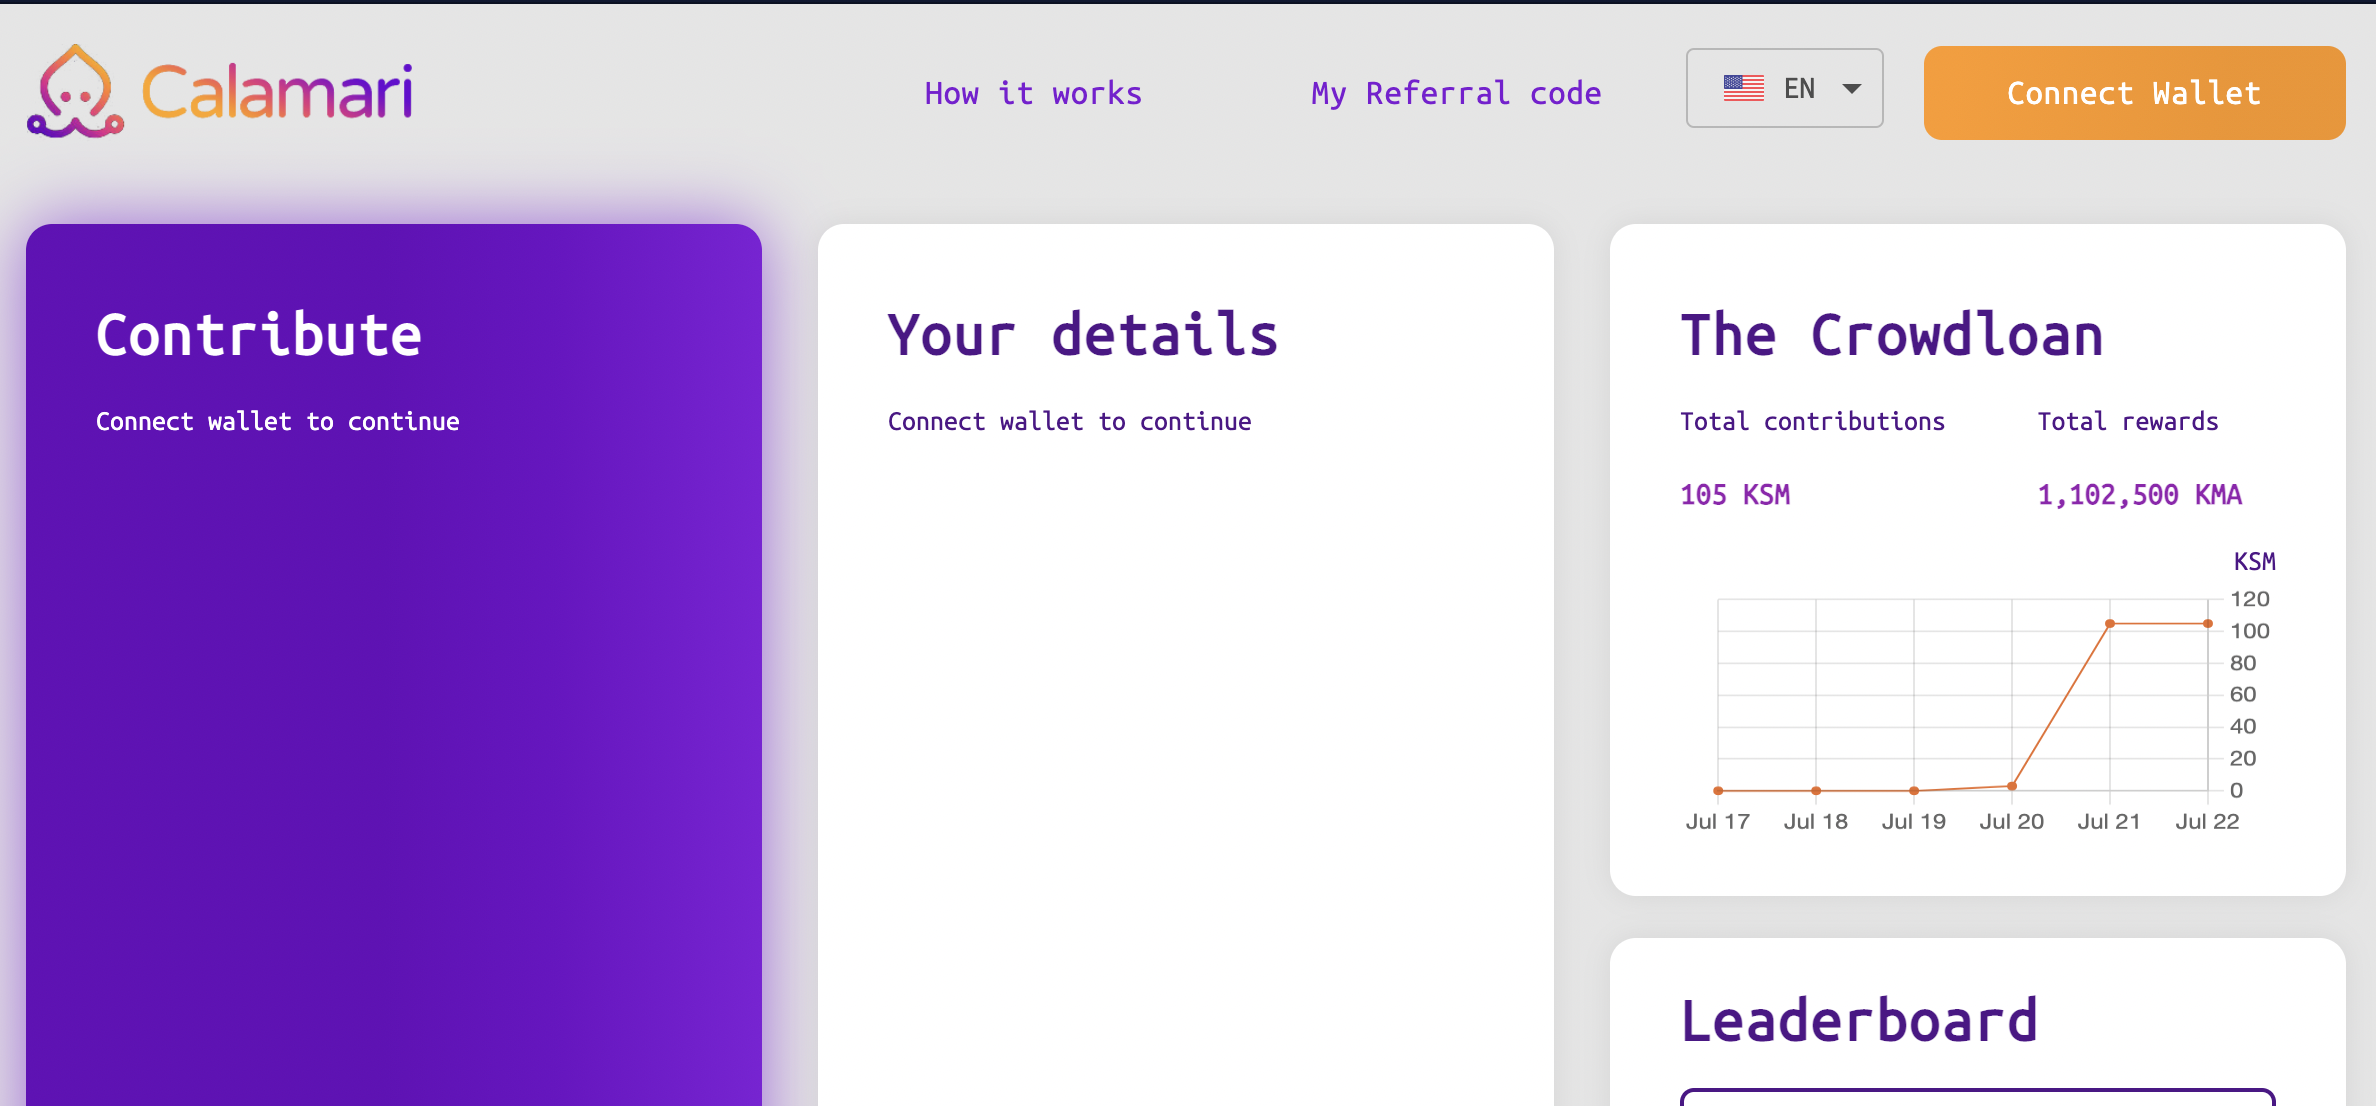 Calamari
How it works
My Referral code
EN
Connect Wallet
Contribute
Connect wallet to continue
Your details
Connect wallet to continue
The Crowdloan
Total contributions
Total rewards
105 KSM
1,102,500 KMA
KSM
120
100
80
60
40
20
0
Jul 17 Jul 18 Jul 19 Jul 20 Jul 21 Jul 22
Leaderboard